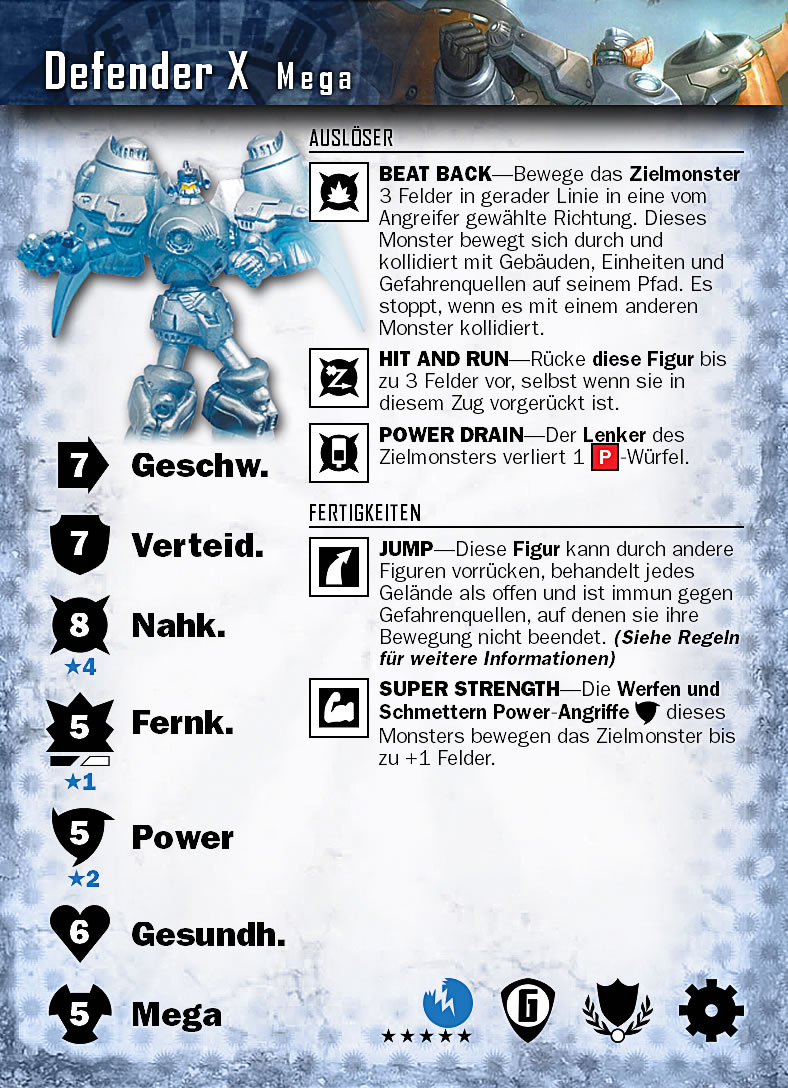 Defender X Mega
AUSLÖSER
BEAT BACK—Bewege das Zielmonster
3 Felder in gerader Linie in eine vom
Angreifer gewählte Richtung. Dieses
Monster bewegt sich durch und
kollidiert mit Gebäuden, Einheiten und
Gefahrenquellen auf seinem Pfad. Es
stoppt, wenn es mit einem anderen
Monster kollidiert.
HIT AND RUN—Rücke diese Figur bis
zu 3 Felder vor, selbst wenn sie in
diesem Zug vorgerückt ist.
POWER DRAIN—Der Lenker des
Zielmonsters verliert 1 P-Würfel.
FERTIGKEITEN
JUMP—Diese Figur kann durch andere
Figuren vorrücken, behandelt jedes
Gelände als offen und ist immun gegen
Gefahrenquellen, auf denen sie ihre
Bewegung nicht beendet. (Siehe Regeln
für weitere Informationen)
SUPER STRENGTH—Die Werfen und
Schmettern Power-Angriffe dieses
Monsters bewegen das Zielmonster bis
zu +1 Felder.
7 Geschw.
7 Verteid.
8 Nahk.
★4
5 Fernk.
★1
5 Power
★2
6 Gesundh.
5 Mega
★★★★★
G